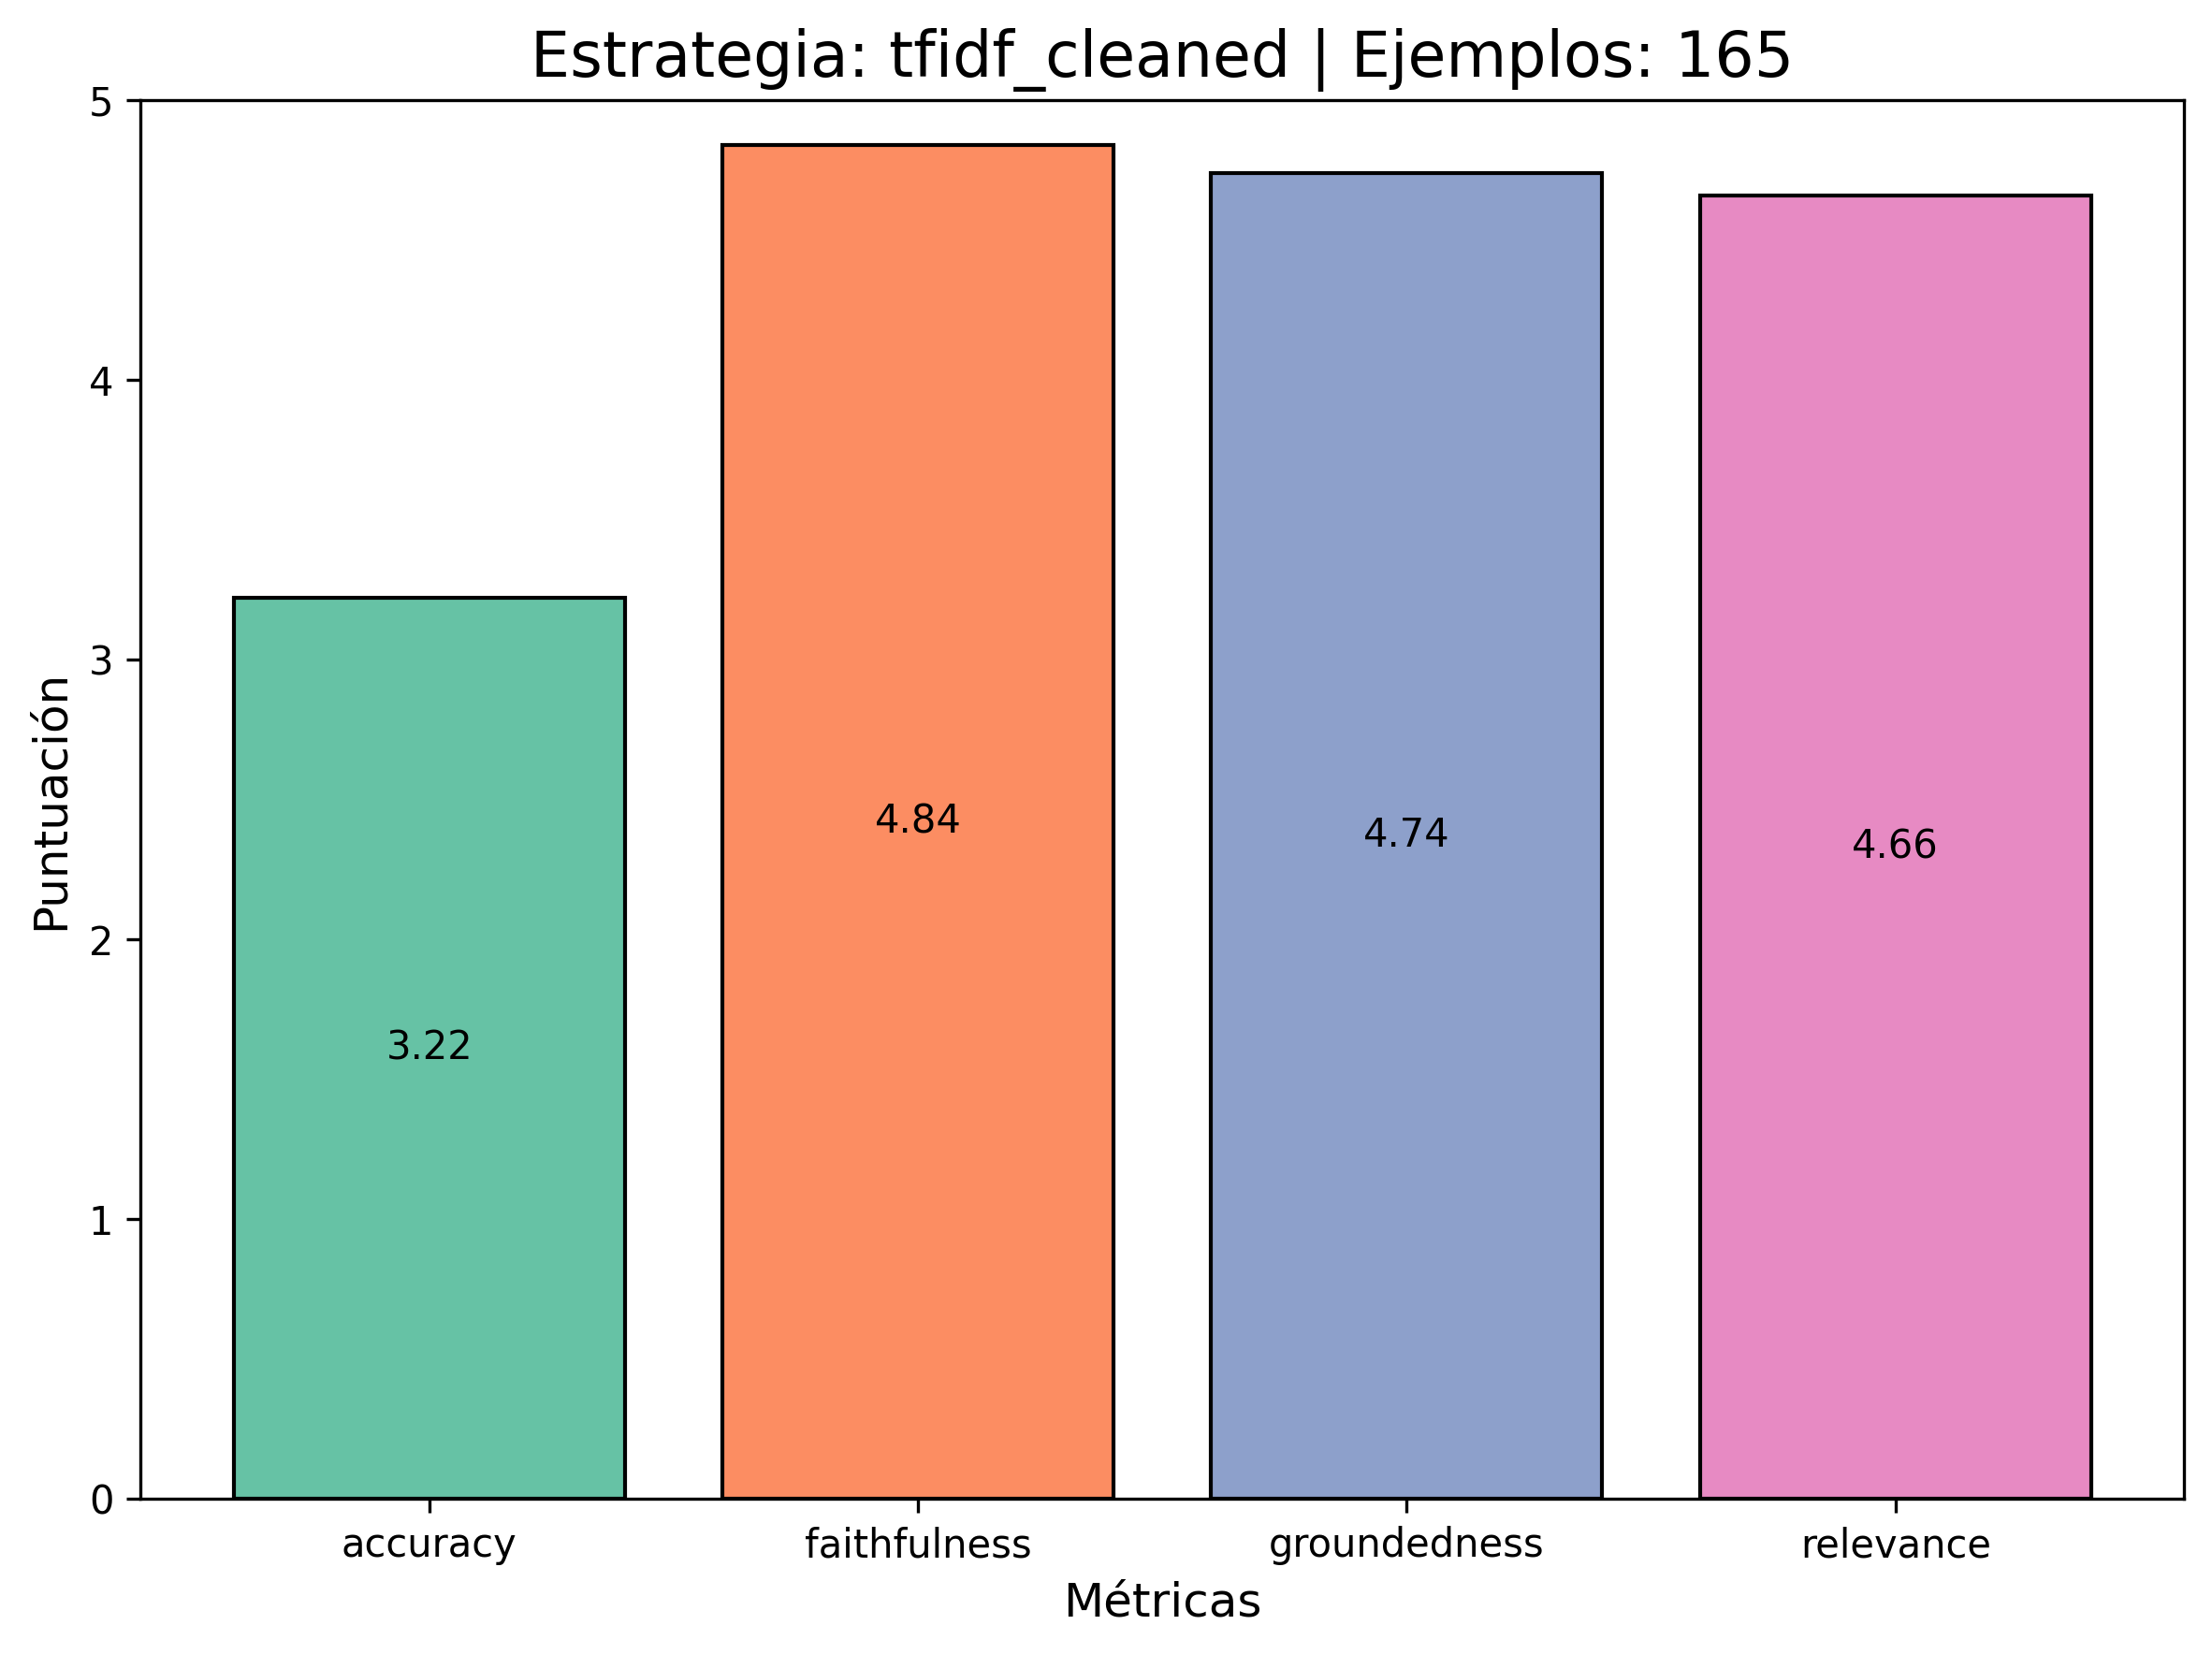 Estrategia: tfidf_cleaned | Ejemplos: 165
Puntuación
5
4
3
2
1
0
3.22
4.84
4.74
4.66
accuracy
faithfulness
groundedness
relevance
Métricas